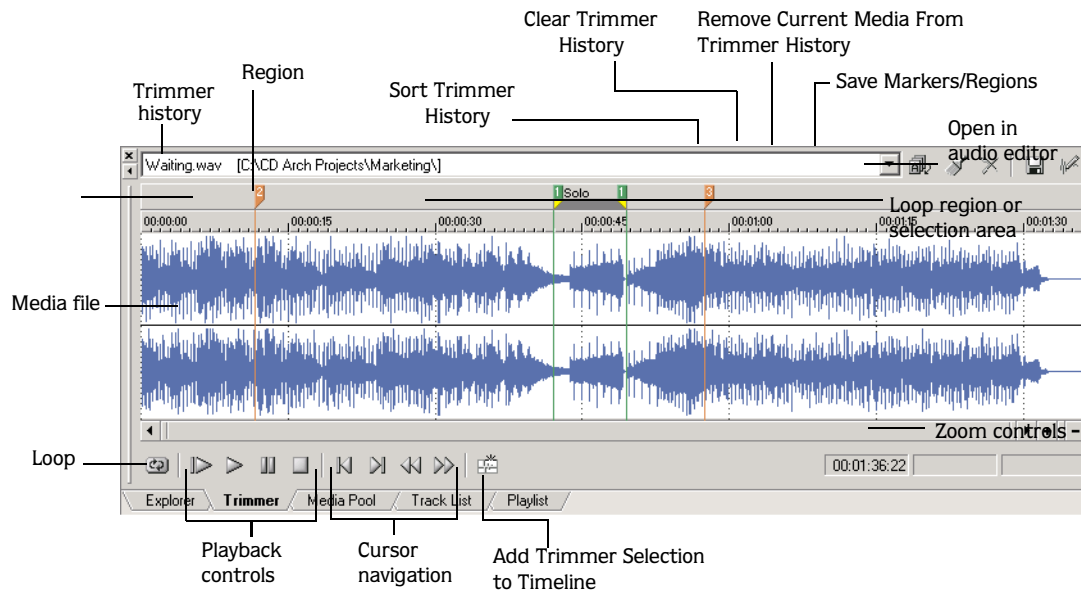 Clear Trimmer
History
Remove Current Media From
Trimmer History
Region
Save Markers/Regions
Trimmer
history
Sort Trimmer
History
Open in
audio editor
Waiting.wav [C:\CD Arch Projects\Marketing\]
2
1 Solo 1
3
Loop region or
selection area
00:00:00 00:00:15 00:00:30 00:00:45 00:01:00 00:01:15 00:01:30
Media file
Zoom controls
Loop
00:01:36:22
Explorer Trimmer Media Pool Track List Playlist
Playback
controls
Cursor
navigation
Add Trimmer Selection
to Timeline